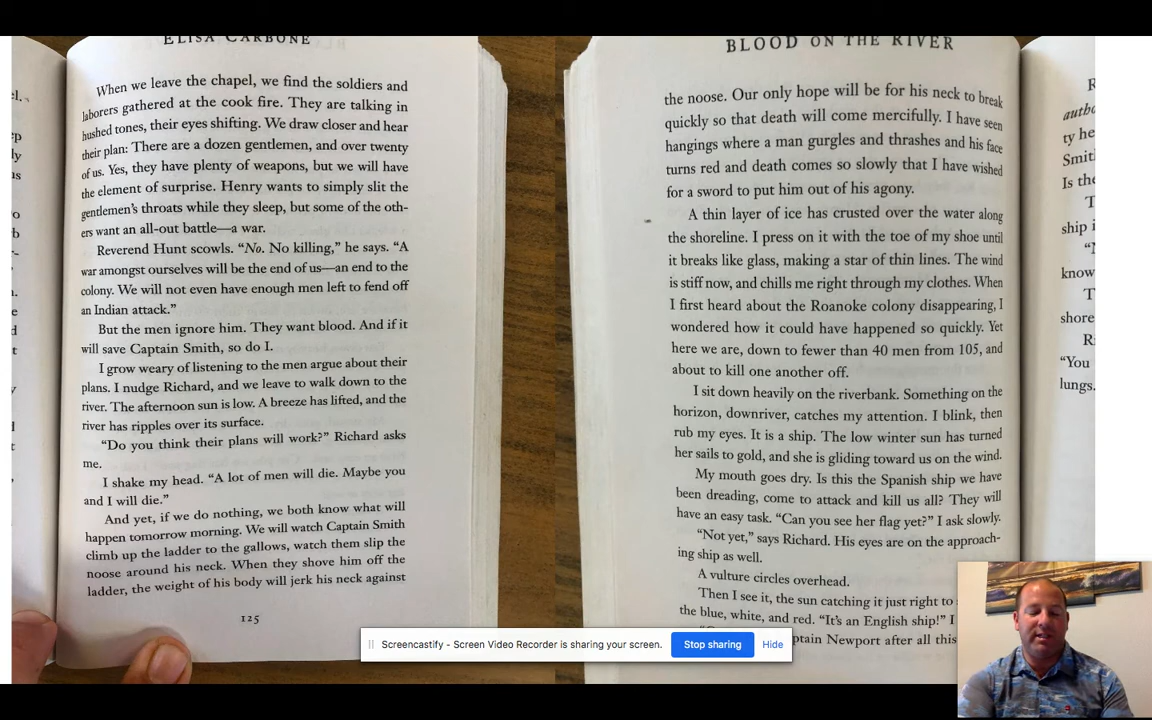 ELISA CARBONE
When we leave the chapel, we find the soldiers and
laborers gathered at the cook fire. They are talking in
hushed tones, their eyes shifting. We draw closer and hear
their plan: There are a dozen gentlemen, and over twenty
of us. Yes, they have plenty of weapons, but we will have
the element of surprise. Henry wants to simply slit the
gentlemen's throats while they sleep, but some of the oth-
ers want an all-out battle—a war.
Reverend Hunt scowls. “No. No killing,” he says. “A
war amongst ourselves will be the end of us—an end to the
colony. We will not even have enough men left to fend off
an Indian attack.”
But the men ignore him. They want blood. And if it
will save Captain Smith, so do I.
I grow weary of listening to the men argue about their
plans. I nudge Richard, and we leave to walk down to the
river. The afternoon sun is low. A breeze has lifted, and the
river has ripples over its surface.
“Do you think their plans will work?” Richard asks
me.
I shake my head. “A lot of men will die. Maybe you
and I will die.”
And yet, if we do nothing, we both know what will
happen tomorrow morning. We will watch Captain Smith
climb up the ladder to the gallows, watch them slip the
noose around his neck. When they shove him off the
ladder, the weight of his body will jerk his neck against
125
BLOOD ON THE RIVER
the noose. Our only hope will be for his neck to break
quickly so that death will come mercifully. I have seen
hangings where a man gurgles and thrashes and his face
turns red and death comes so slowly that I have wished
for a sword to put him out of his agony.
A thin layer of ice has crusted over the water along
the shoreline. I press on it with the toe of my shoe until
it breaks like glass, making a star of thin lines. The wind
is stiff now, and chills me right through my clothes. When
I first heard about the Roanoke colony disappearing, I
wondered how it could have happened so quickly. Yet
here we are, down to fewer than 40 men from 105, and
about to kill one another off.
I sit down heavily on the riverbank. Something on the
horizon, downriver, catches my attention. I blink, then
rub my eyes. It is a ship. The low winter sun has turned
her sails to gold, and she is gliding toward us on the wind.
My mouth goes dry. Is this the Spanish ship we have
been dreading, come to attack and kill us all? They will
have an easy task. “Can you see her flag yet?” I ask slowly.
“Not yet,” says Richard. His eyes are on the approach-
ing ship as well.
A vulture circles overhead.
Then I see it, the sun catching it just right to
the blue, white, and red. “It's an English ship!” I
ptain Newport after all this
Screencastify - Screen Video Recorder is sharing your screen.
Stop sharing
Hide
ty he
Smit
Is the
ship i
know
shore
“You
lungs.